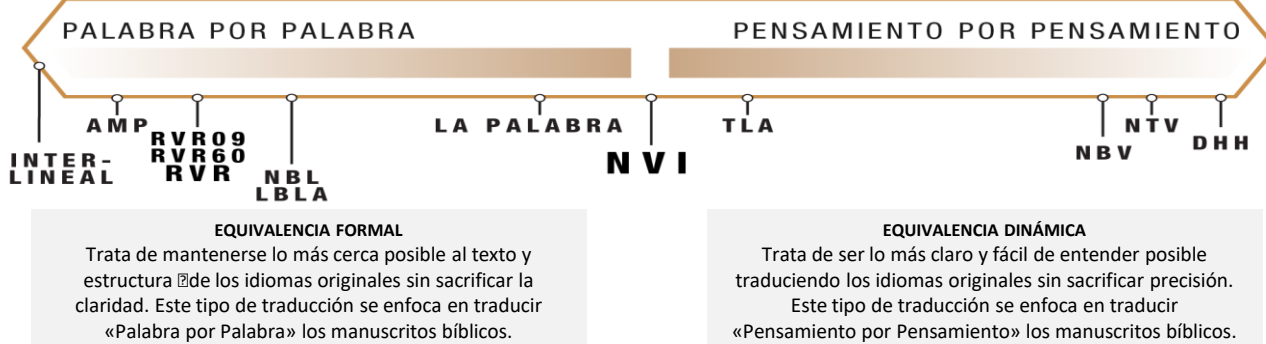 PALABRA POR PALABRA
PENSAMIENTO POR PENSAMIENTO
INTER-
LINEAL
AMP
RVR09
RVR60
RVR
NBL
LBLA
LA PALABRA
NVI
TLA
NBV
NTV
DHH
EQUIVALENCIA FORMAL
Trata de mantenerse lo más cerca posible al texto y
estructura de los idiomas originales sin sacrificar la
claridad. Este tipo de traducción se enfoca en traducir
«Palabra por Palabra» los manuscritos bíblicos.
EQUIVALENCIA DINÁMICA
Trata de ser lo más claro y fácil de entender posible
traduciendo los idiomas originales sin sacrificar precisión.
Este tipo de traducción se enfoca en traducir
«Pensamiento por Pensamiento» los manuscritos bíblicos.